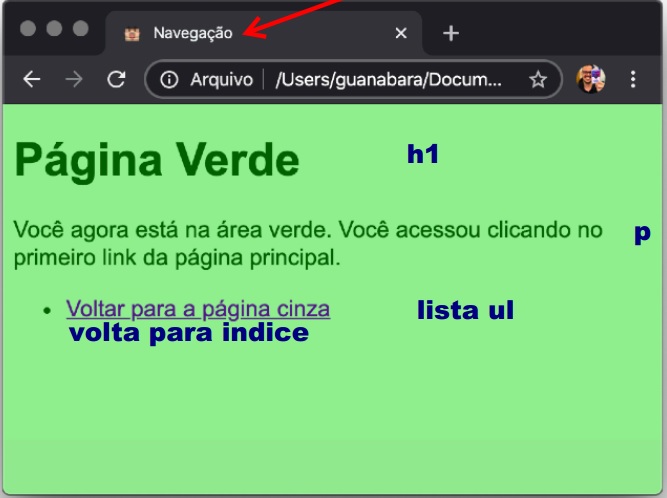 Navegação
Arquivo /Users/guanabara/Docum...
Página Verde
h1
Você agora está na área verde. Você acessou clicando no
primeiro link da página principal.
p
Voltar para a página cinza
lista ul
volta para indice